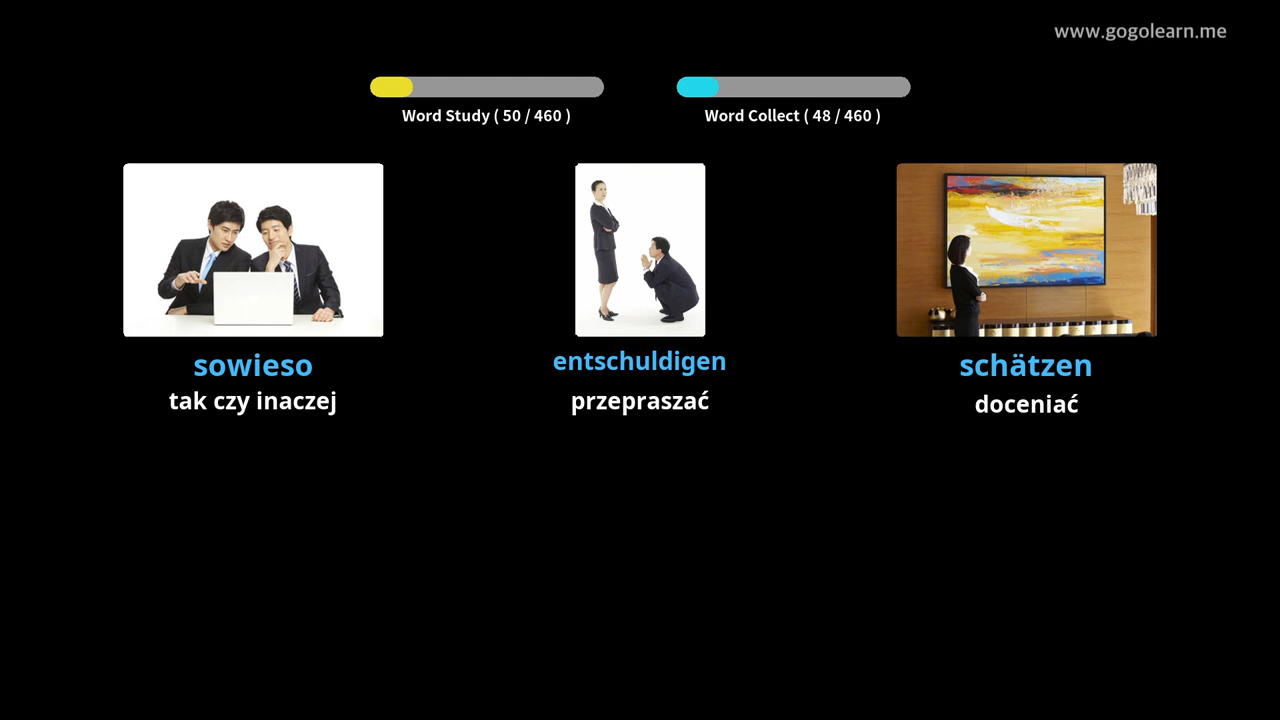 www.gogolearn.me
Word Study ( 50 / 460 )
Word Collect ( 48 / 460 )
sowieso
tak czy inaczej
entschuldigen
przepraszać
schätzen
doceniać